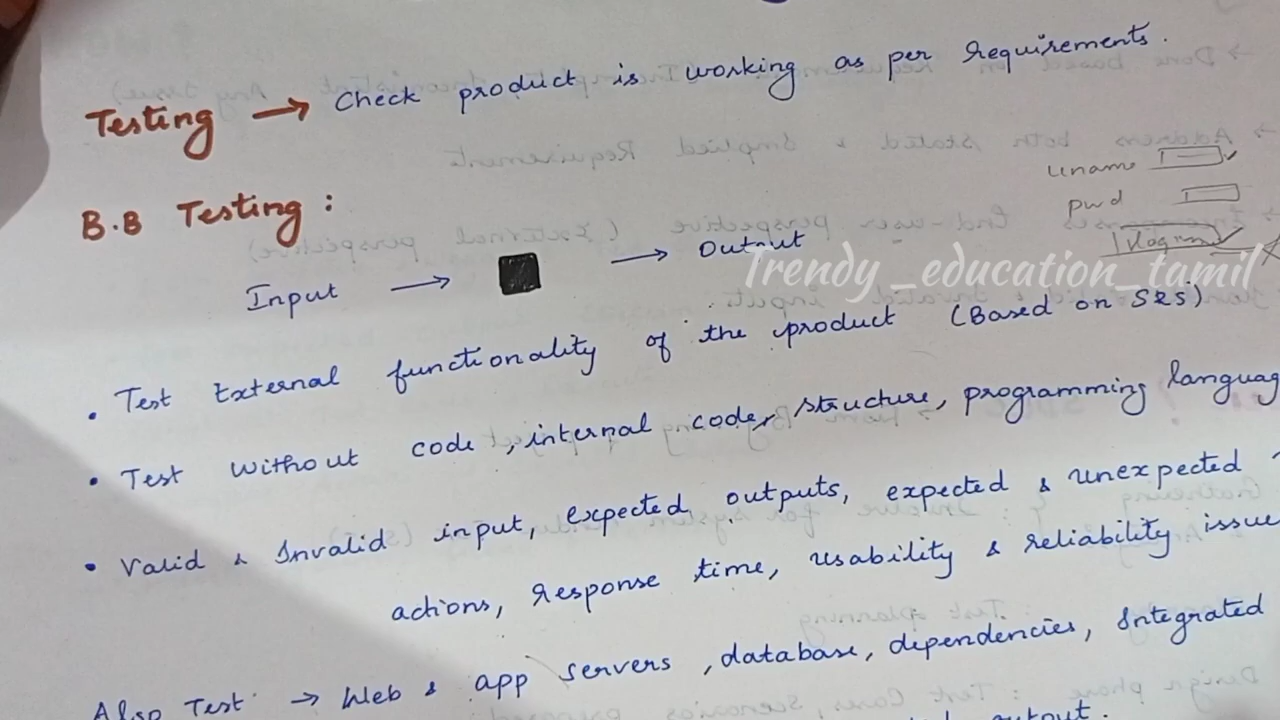 Testing → Check product is working as per requirements.
uname
pwd
B.B Testing :
Input → → Output
Trendy_education_tamil
• Test External functionality of the product (Based on SRS)
• Test without code, internal code, structure, programming languag
• Valid & Invalid input, expected outputs, expected & unexpected
actions, response time, usability & reliability issue
Also Test → Web & app servers, database, dependencies, Integrated
output.